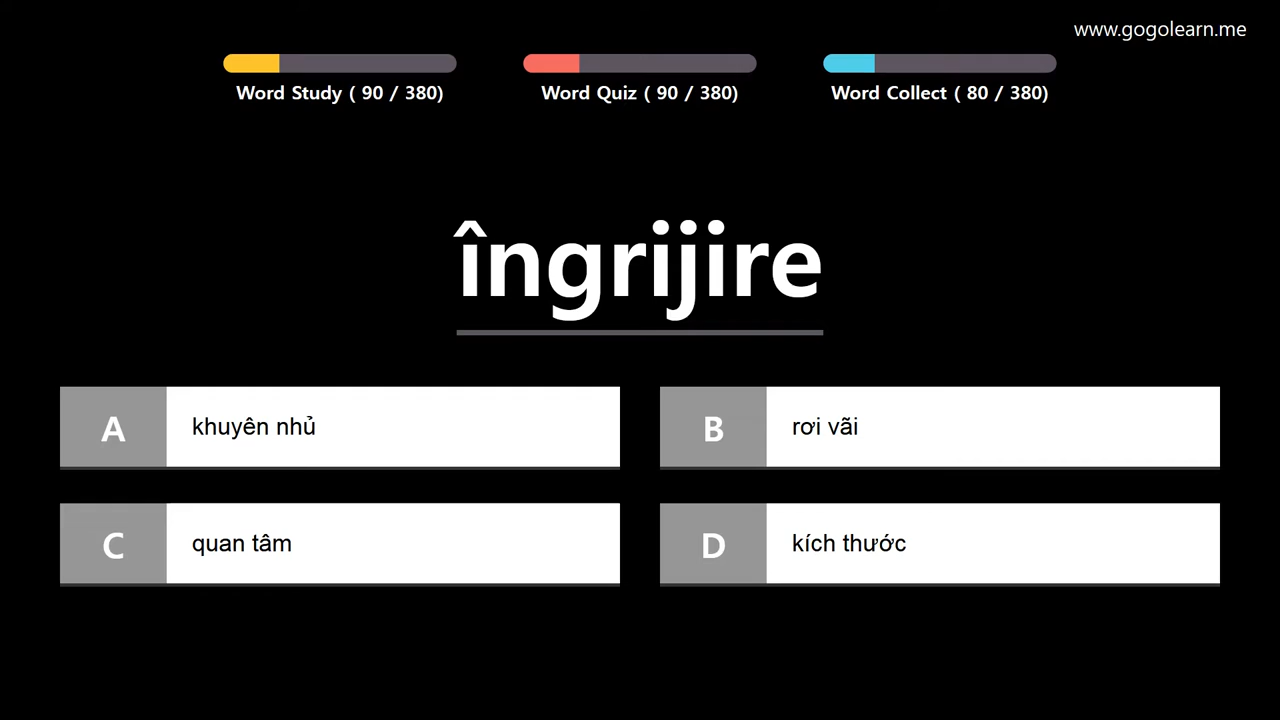 www.gogolearn.me
Word Study ( 90 / 380)
Word Quiz ( 90 / 380)
Word Collect ( 80 / 380)
îngrijire
A
khuyên nhủ
B
rơi vãi
C
quan tâm
D
kích thước